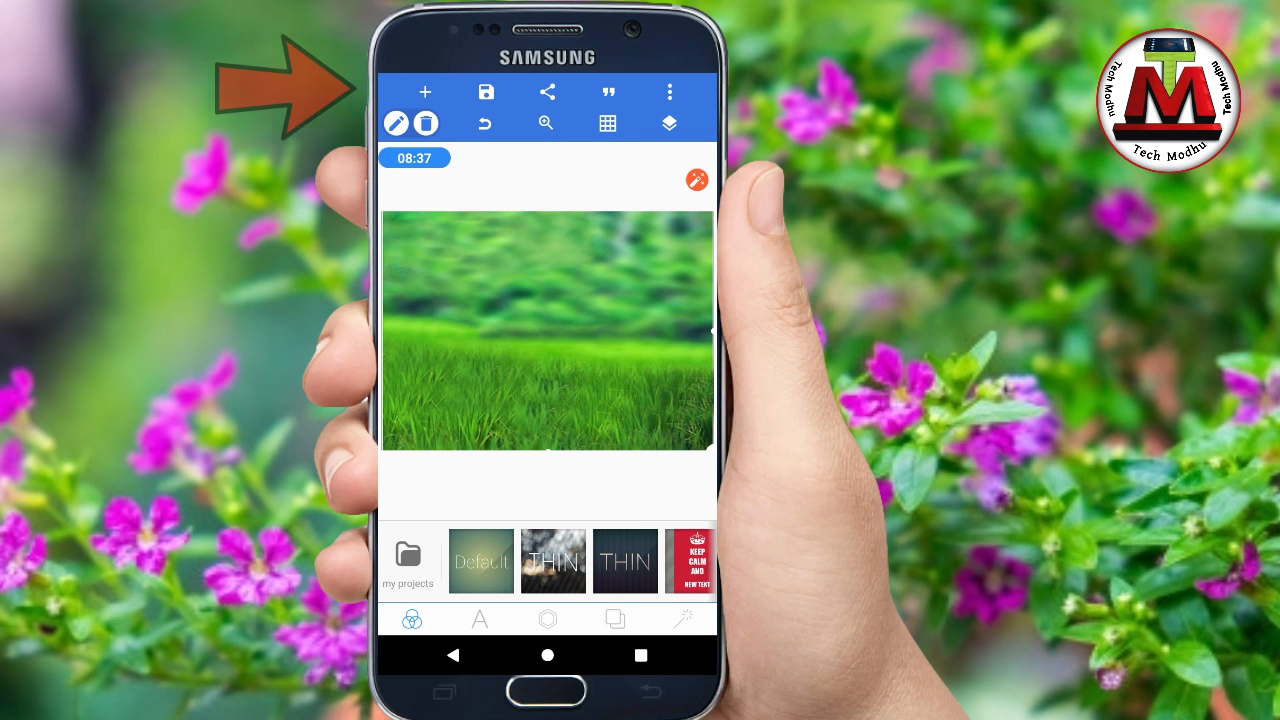 SAMSUNG
08:37
my projects
Default
THIN
THIN
KEEP
CALM
AND
NEW TEXT
Tech Modhu
Tech Modhu
T
M
Tech Modhu